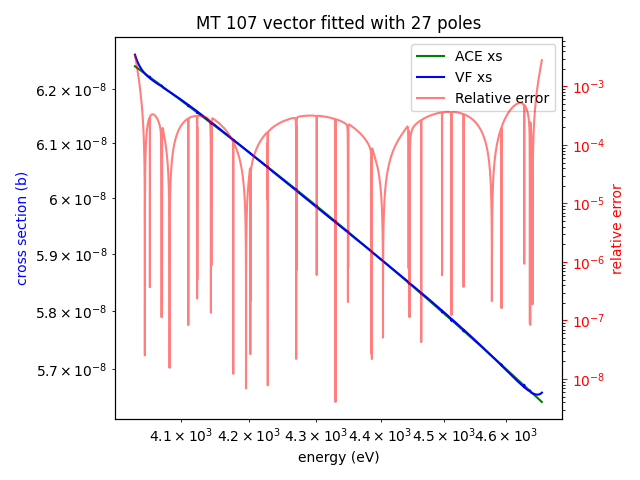 MT 107 vector fitted with 27 poles
ACE xs
VF xs
Relative error
6.2 × 10⁻⁸
6.1 × 10⁻⁸
6 × 10⁻⁸
5.9 × 10⁻⁸
5.8 × 10⁻⁸
5.7 × 10⁻⁸
cross section (b)
10⁻³
10⁻⁴
10⁻⁵
10⁻⁶
10⁻⁷
10⁻⁸
relative error
4.1 × 10³ 4.2 × 10³ 4.3 × 10³ 4.4 × 10³ 4.5 × 10³ 4.6 × 10³
energy (eV)